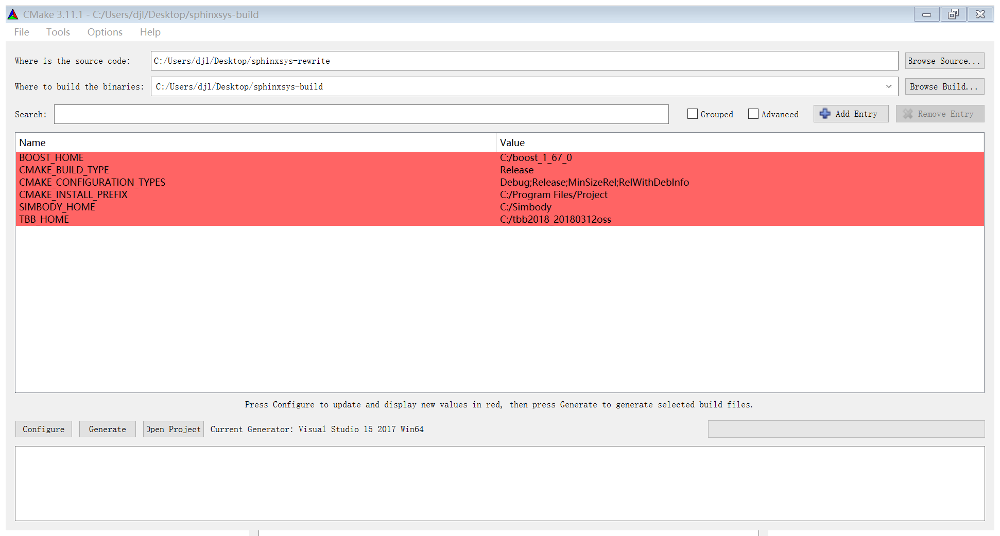 CMake 3.11.1 - C:/Users/djl/Desktop/sphinxsys-build
File Tools Options Help
Where is the source code: C:/Users/djl/Desktop/sphinxsys-rewrite Browse Source...
Where to build the binaries: C:/Users/djl/Desktop/sphinxsys-build Browse Build...
Search: Grouped Advanced Add Entry Remove Entry
Name Value
BOOST_HOME C:/boost_1_67_0
CMAKE_BUILD_TYPE Release
CMAKE_CONFIGURATION_TYPES Debug;Release;MinSizeRel;RelWithDebInfo
CMAKE_INSTALL_PREFIX C:/Program Files/Project
SIMBODY_HOME C:/Simbody
TBB_HOME C:/tbb2018_20180312oss
Press Configure to update and display new values in red, then press Generate to generate selected build files.
Configure Generate Open Project Current Generator: Visual Studio 15 2017 Win64